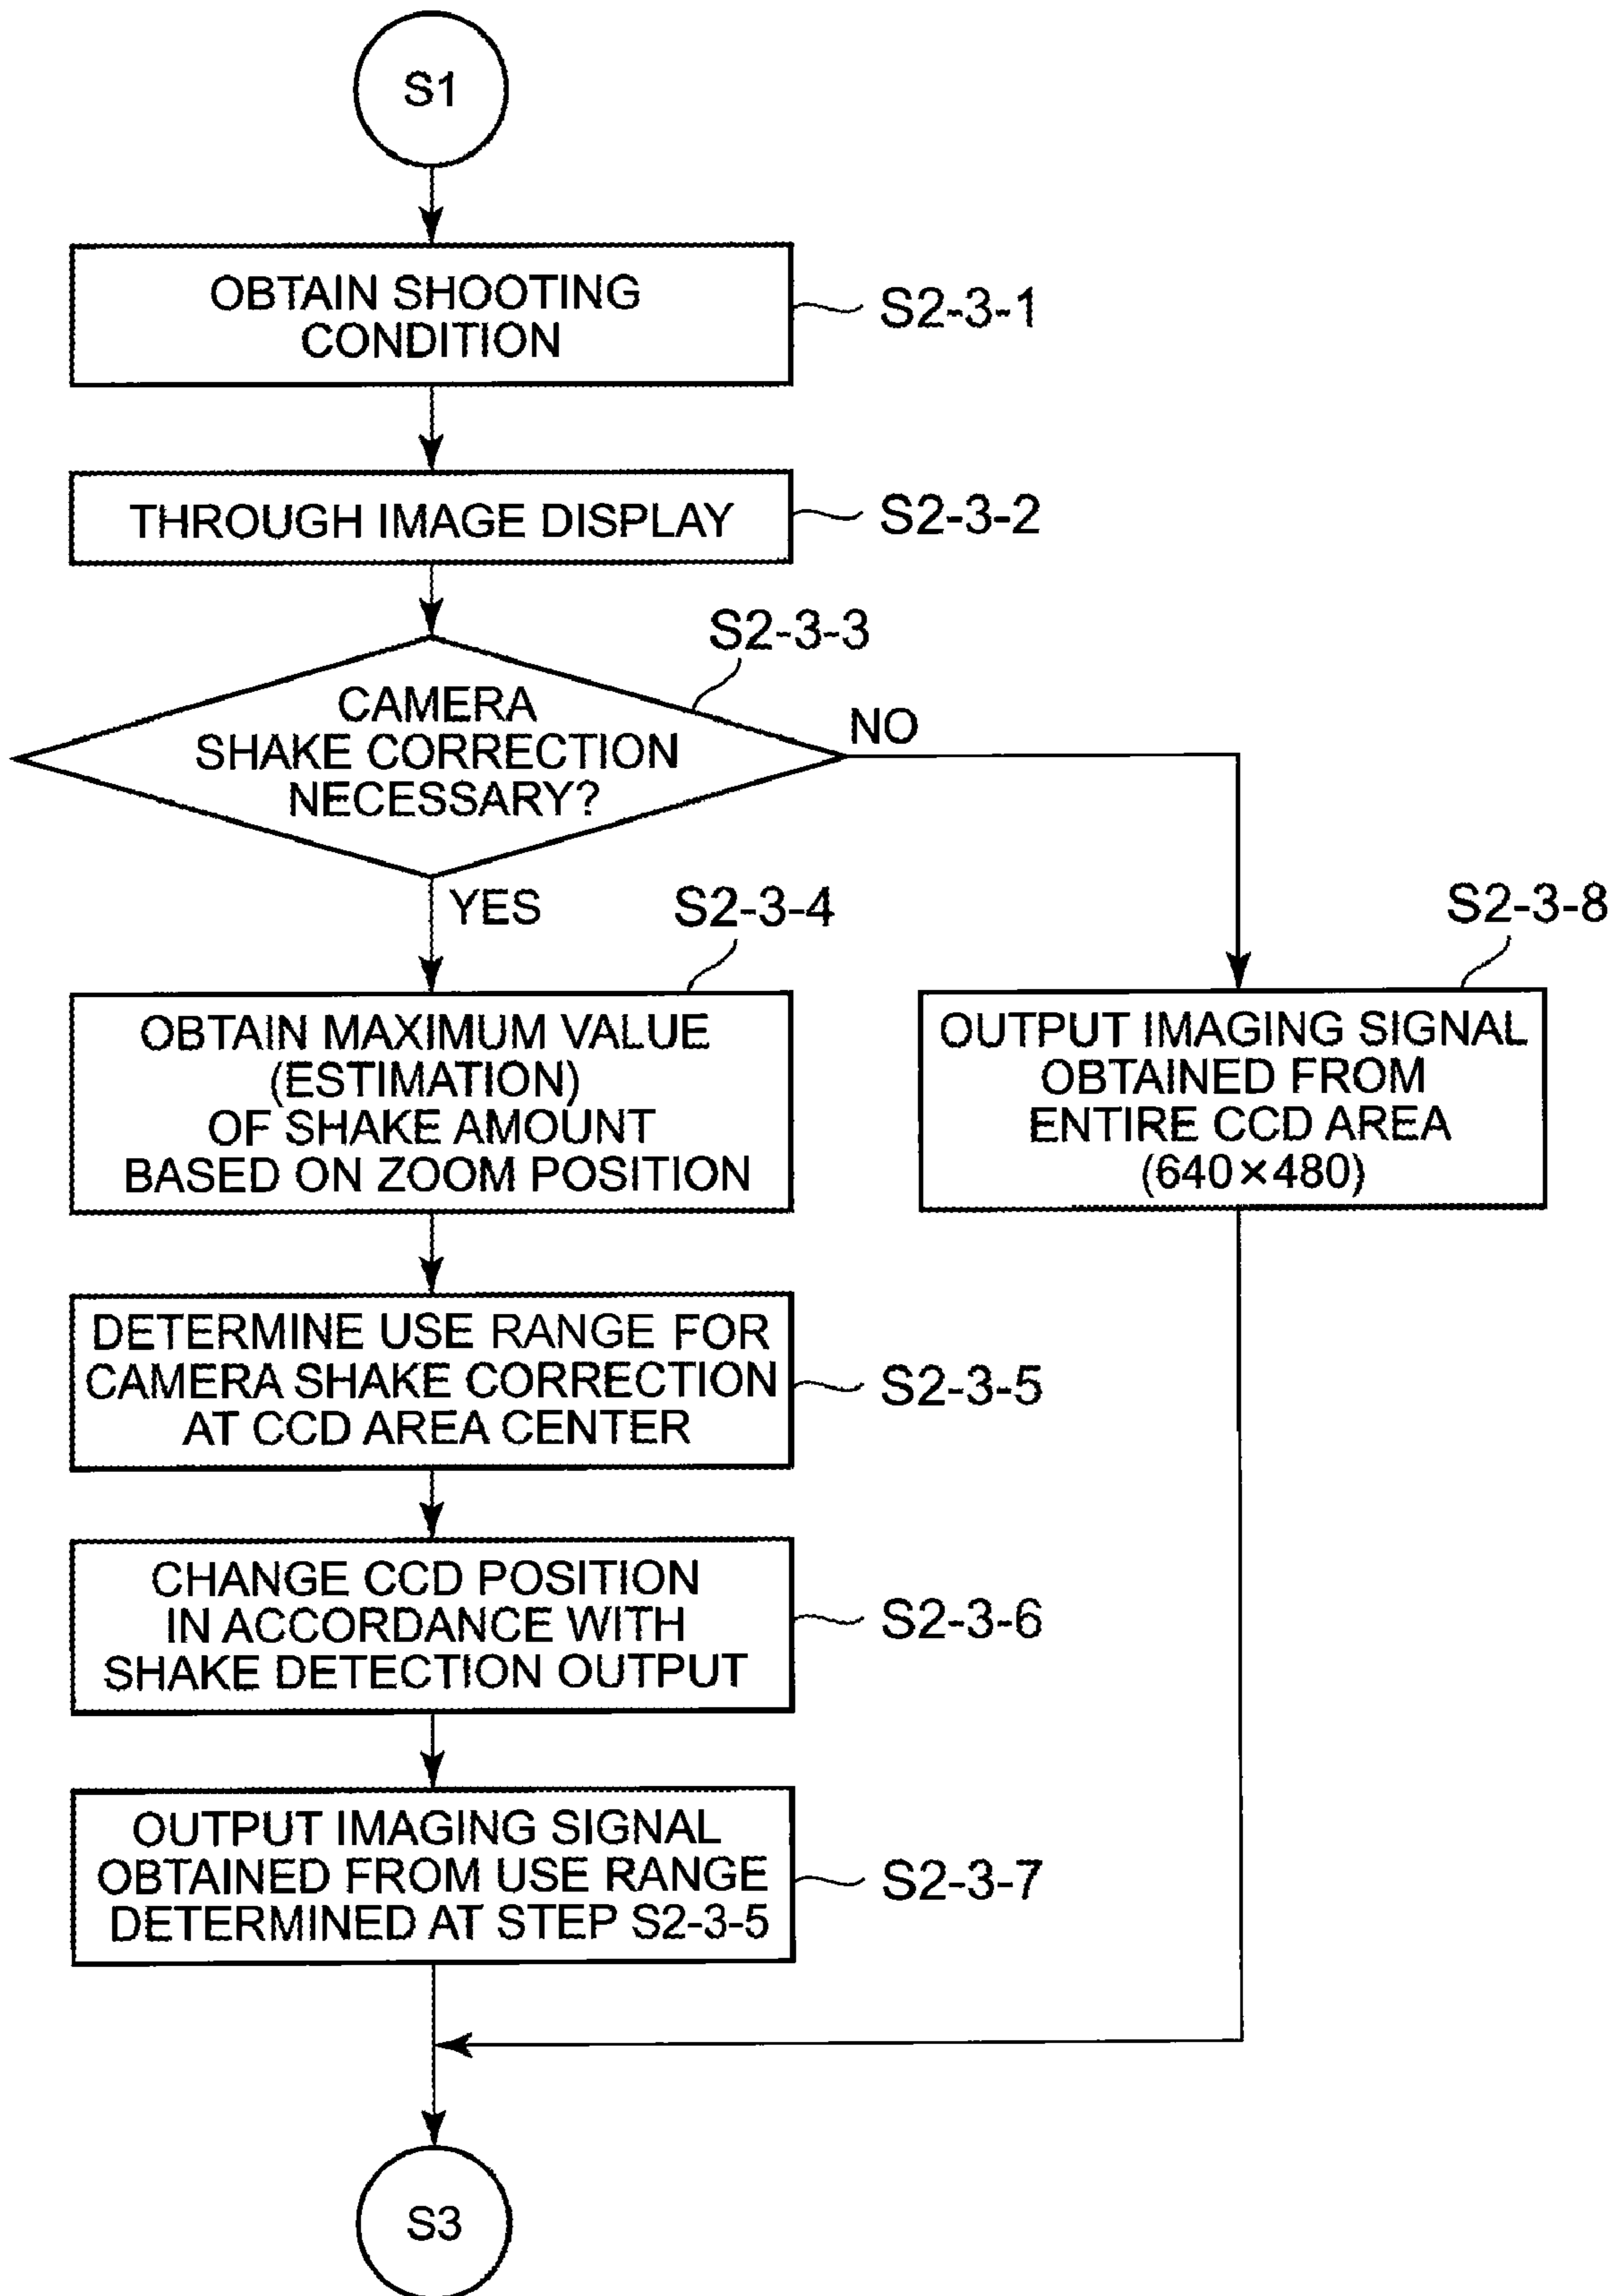 S1
OBTAIN SHOOTING
CONDITION
S2-3-1
THROUGH IMAGE DISPLAY
S2-3-2
S2-3-3
CAMERA
SHAKE CORRECTION
NECESSARY?
NO
YES
S2-3-4
OBTAIN MAXIMUM VALUE
(ESTIMATION)
OF SHAKE AMOUNT
BASED ON ZOOM POSITION
S2-3-8
OUTPUT IMAGING SIGNAL
OBTAINED FROM
ENTIRE CCD AREA
(640×480)
DETERMINE USE RANGE FOR
CAMERA SHAKE CORRECTION
AT CCD AREA CENTER
S2-3-5
CHANGE CCD POSITION
IN ACCORDANCE WITH
SHAKE DETECTION OUTPUT
S2-3-6
OUTPUT IMAGING SIGNAL
OBTAINED FROM USE RANGE
DETERMINED AT STEP S2-3-5
S2-3-7
S3